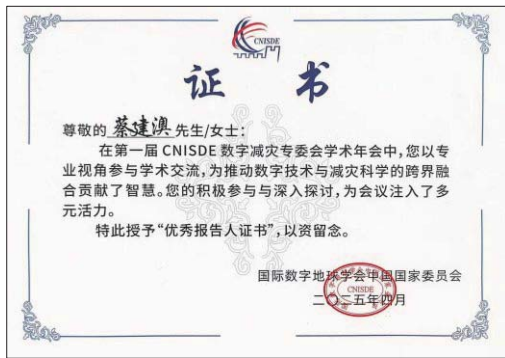 CNISDE
证 书
尊敬的 蔡建澳 先生/女士:
在第一届 CNISDE 数字减灾专委会学术年会中,您以专
业视角参与学术交流,为推动数字技术与减灾科学的跨界融
合贡献了智慧。您的积极参与与深入探讨,为会议注入了多
元活力。
特此授予“优秀报告人证书”,以资留念。
国际数字地球学会中国国家委员会
CNISDE
二〇二五年四月